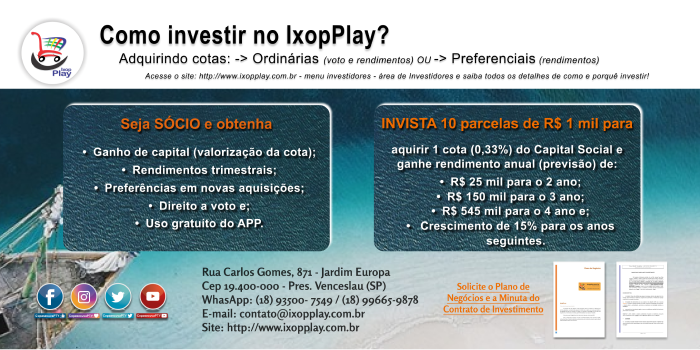 Ixop
Play
Como investir no IxopPlay?
Adquirindo cotas: -> Ordinárias (voto e rendimentos) OU -> Preferenciais (rendimentos)
Acesse o site: http://www.ixopplay.com.br - menu investidores - área de Investidores e saiba todos os detalhes de como e porquê investir!
Seja SÓCIO e obtenha
• Ganho de capital (valorização da cota);
• Rendimentos trimestrais;
• Preferências em novas aquisições;
• Direito a voto e;
• Uso gratuíto do APP.
INVISTA 10 parcelas de R$ 1 mil para
aquirir 1 cota (0,33%) do Capital Social e
ganhe rendimento anual (previsão) de:
• R$ 25 mil para o 2 ano;
• R$ 150 mil para o 3 ano;
• R$ 545 mil para o 4 ano e;
• Crescimento de 15% para os anos
seguintes.
Rua Carlos Gomes, 871 - Jardim Europa
Cep 19.400-000 - Pres. Venceslau (SP)
WhasApp: (18) 93500- 7549 / (18) 99665-9878
E-mail: contato@ixopplay.com.br
Site: http://www.ixopplay.com.br
Solicite o Plano de
Negócios e a Minuta do
Contrato de Investimento